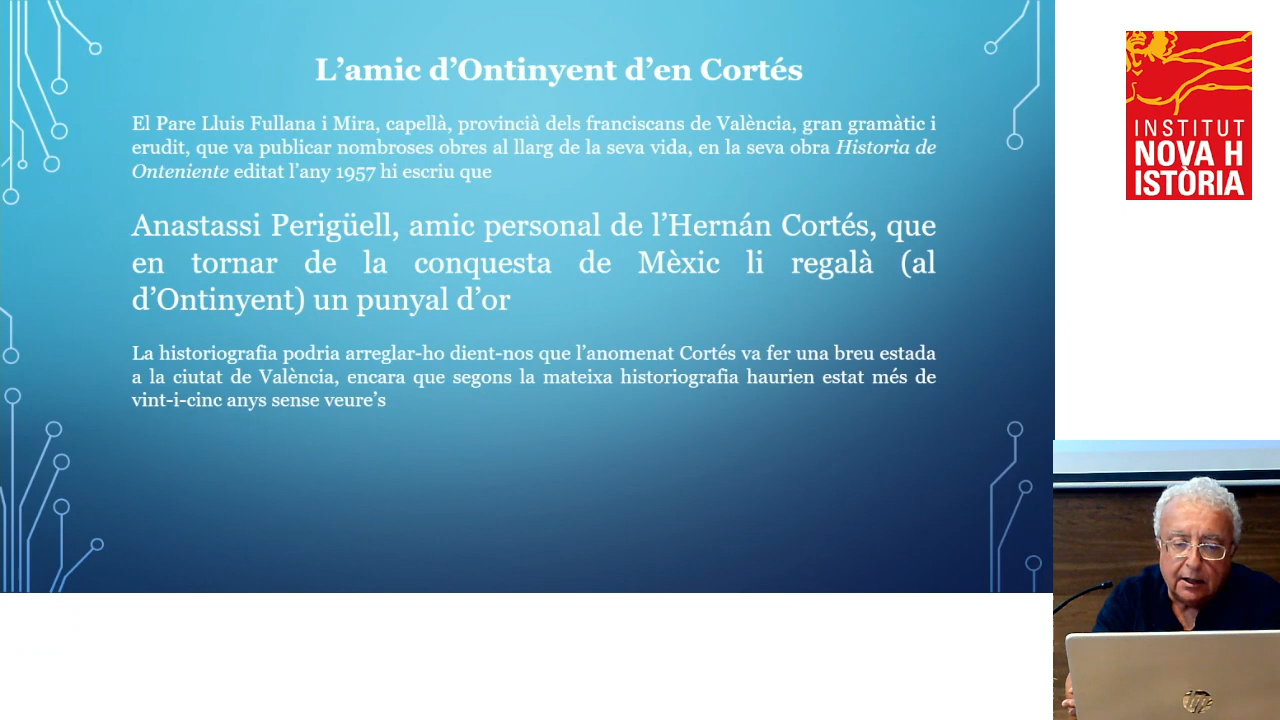 L'amic d'Ontinyent d'en Cortés
El Pare Lluis Fullana i Mira, capellà, provincià dels franciscans de València, gran gramàtic i
erudit, que va publicar nombroses obres al llarg de la seva vida, en la seva obra Historia de
Onteniente editat l'any 1957 hi escriu que
Anastassi Perigüell, amic personal de l'Hernán Cortés, que
en tornar de la conquesta de Mèxic li regalà (al
d'Ontinyent) un punyal d'or
La historiografia podria arreglar-ho dient-nos que l'anomenat Cortés va fer una breu estada
a la ciutat de València, encara que segons la mateixa historiografia haurien estat més de
vint-i-cinc anys sense veure's
INSTITUT
NOVA H
ISTÒRIA
hp